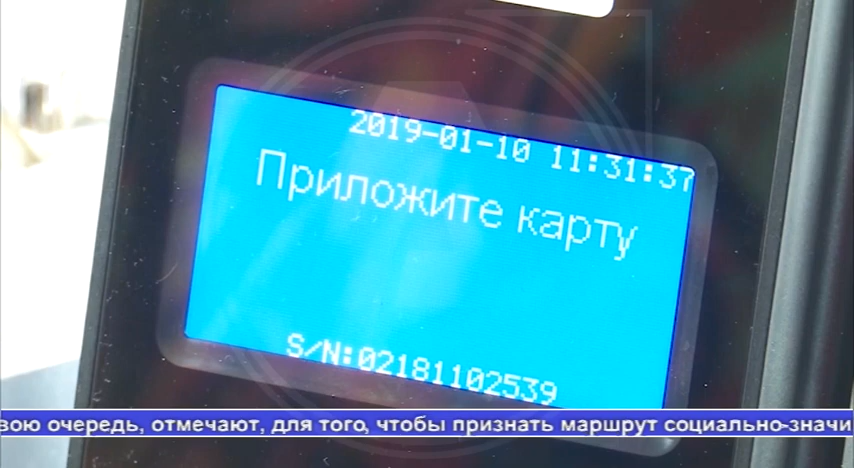 2019-01-10 11:31:37
Приложите карту
S/N:02181102539
вою очередь, отмечают, для того, чтобы признать маршрут социально-значи